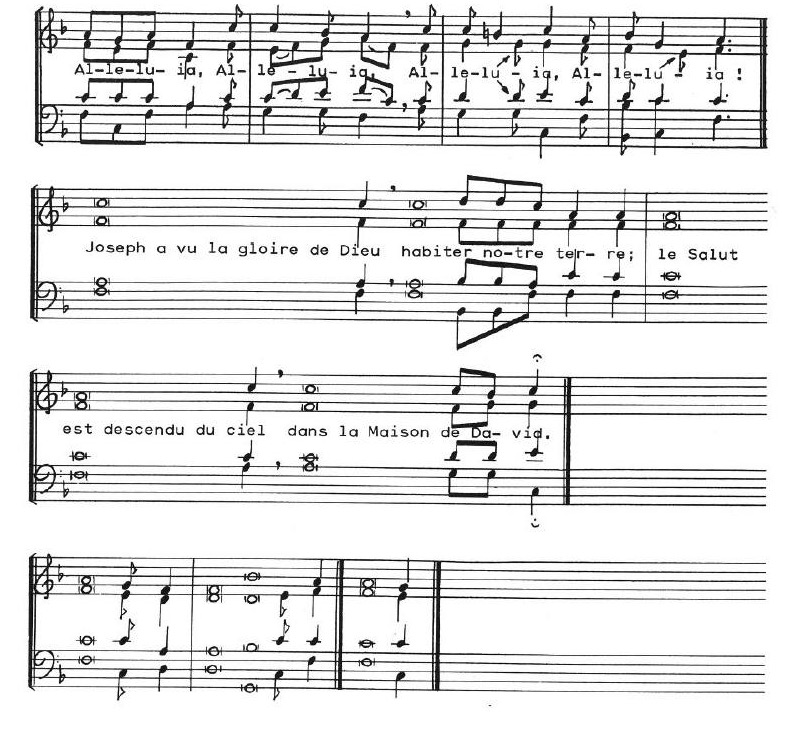 Al-le-lu-ia, Al-le-lu-ia, Al-le-lu-ia, Al-le-lu-ia !
Joseph a vu la gloire de Dieu habiter no-tre ter-re; le Salut
est descendu du ciel dans la Maison de Da-vid.